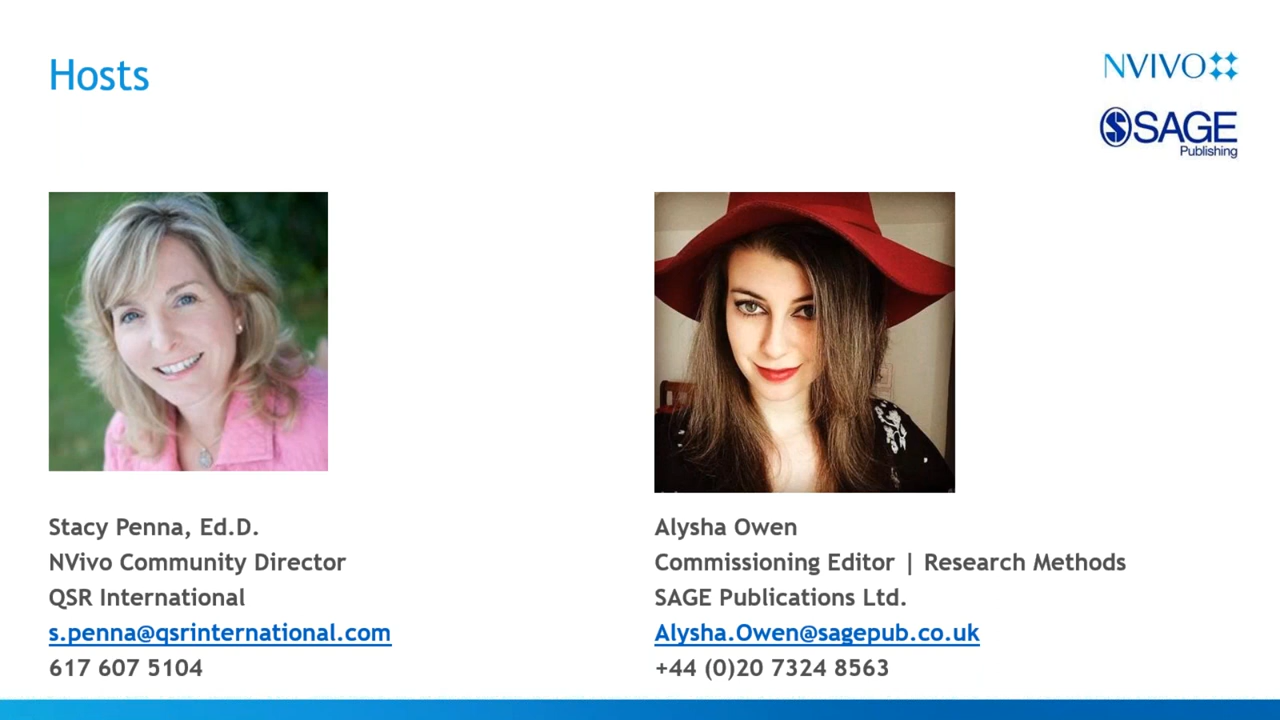 Hosts
NVIVO
SAGE
Publishing
Stacy Penna, Ed.D.
NVivo Community Director
QSR International
s.penna@qsrinternational.com
617 607 5104
Alysha Owen
Commissioning Editor | Research Methods
SAGE Publications Ltd.
Alysha.Owen@sagepub.co.uk
+44 (0)20 7324 8563